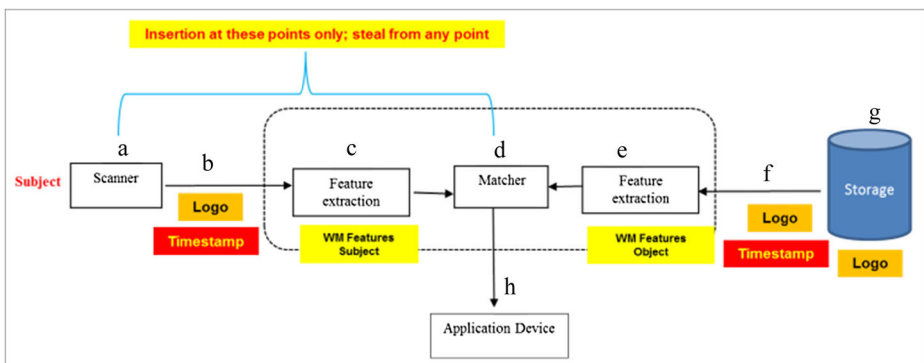 Insertion at these points only; steal from any point
a
b
c
d
e
f
g
h
Subject
Scanner
Logo
Timestamp
Feature
extraction
WM Features
Subject
Matcher
Feature
extraction
WM Features
Object
Logo
Timestamp
Storage
Logo
Application Device